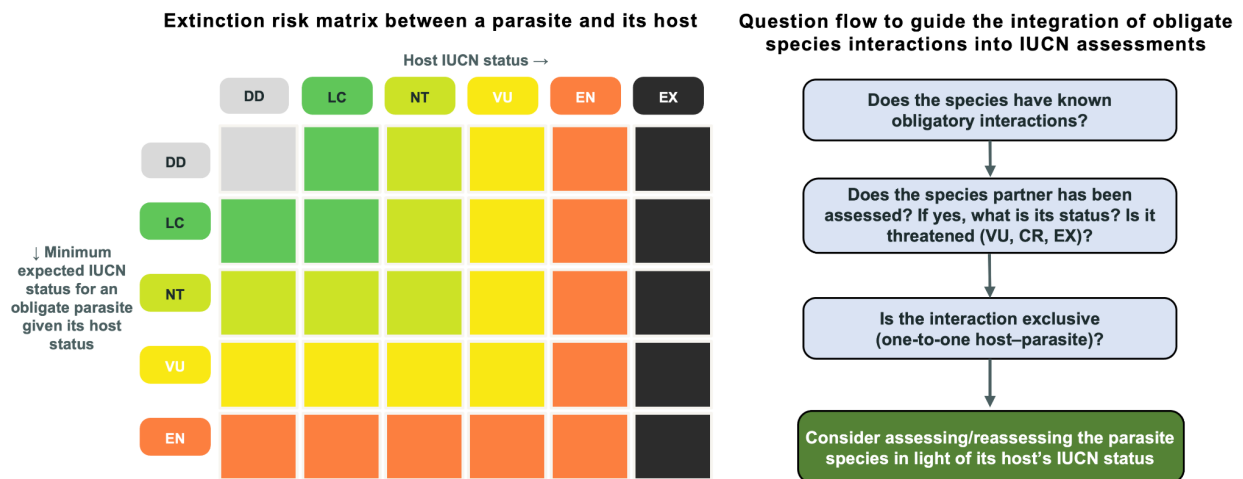 Extinction risk matrix between a parasite and its host
Host IUCN status →
DD
LC
NT
VU
EN
EX
DD
LC
NT
VU
EN
↓ Minimum
expected IUCN
status for an
obligate parasite
given its host
status
Question flow to guide the integration of obligate
species interactions into IUCN assessments
Does the species have known
obligatory interactions?
Does the species partner has been
assessed? If yes, what is its status? Is it
threatened (VU, CR, EX)?
Is the interaction exclusive
(one-to-one host–parasite)?
Consider assessing/reassessing the parasite
species in light of its host's IUCN status